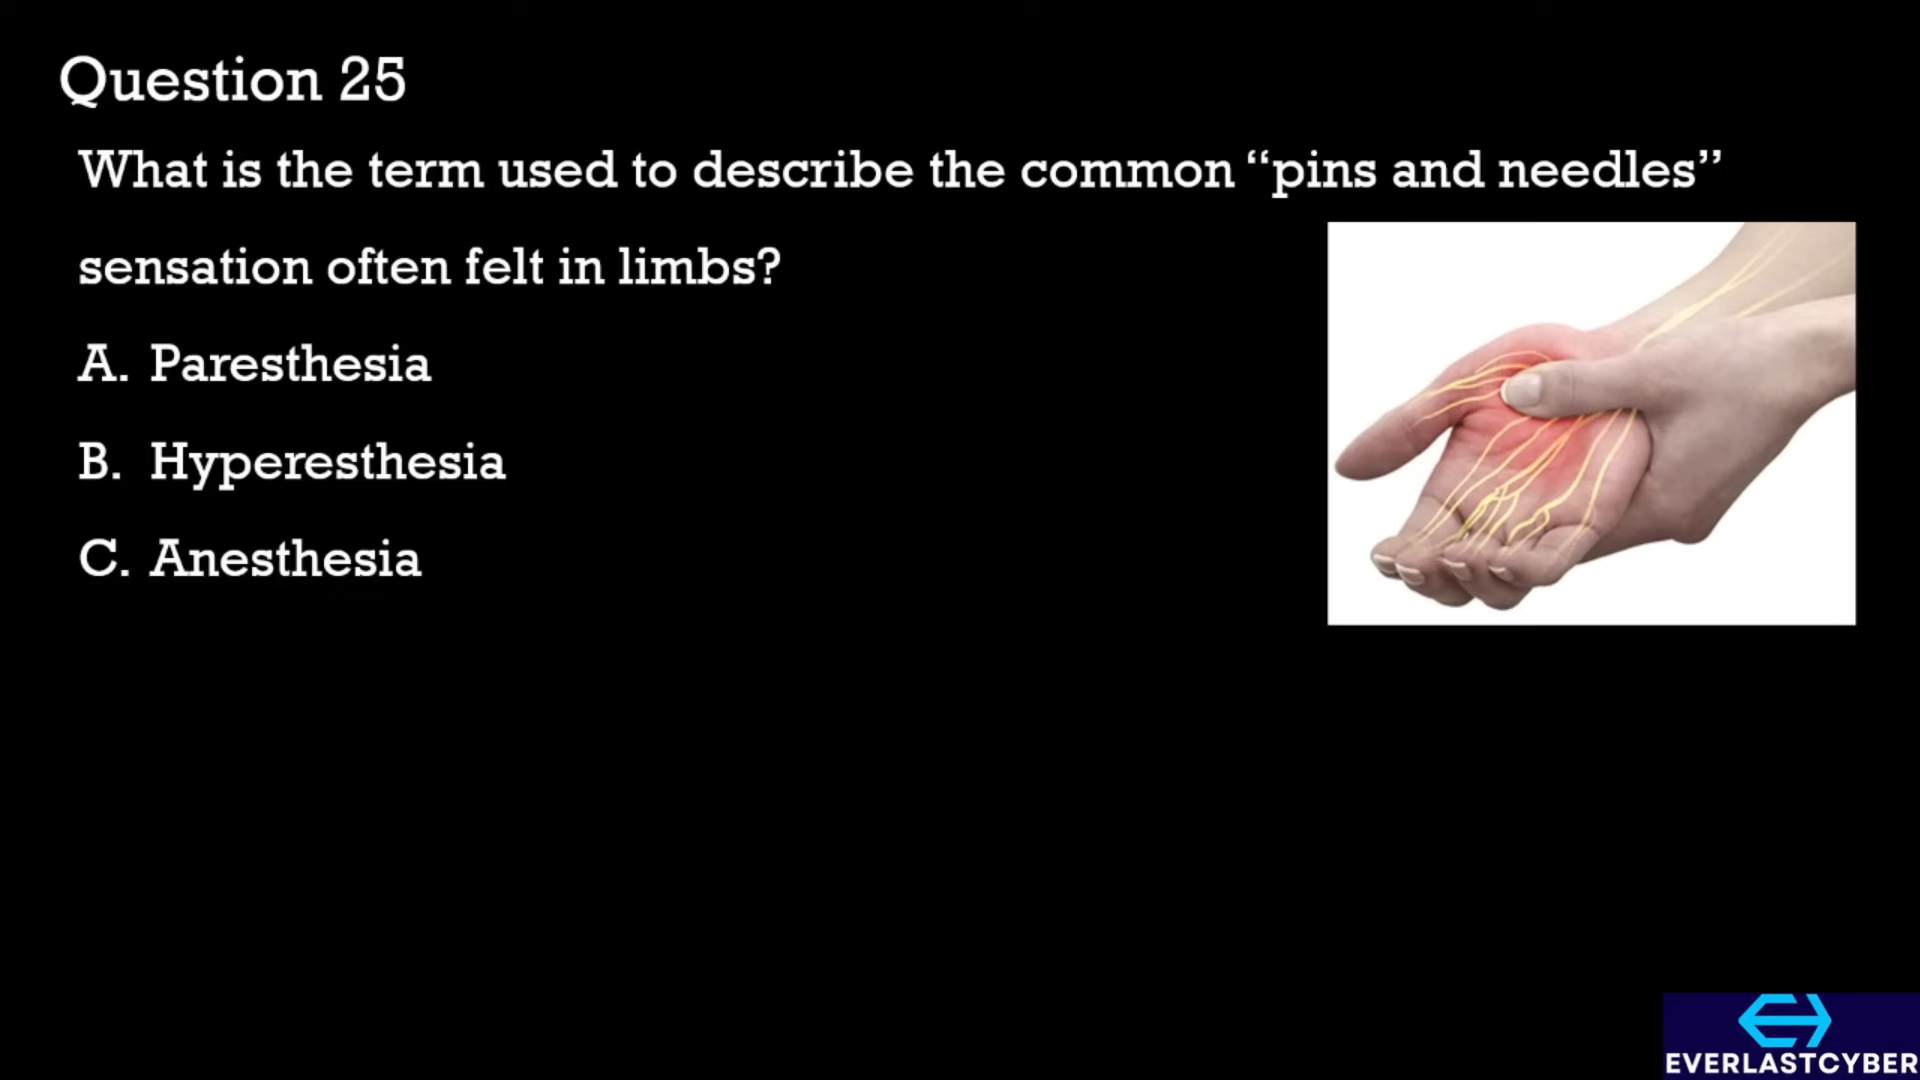 Question 25
What is the term used to describe the common “pins and needles”
sensation often felt in limbs?
A. Paresthesia
B. Hyperesthesia
C. Anesthesia
EVERLASTCYBER